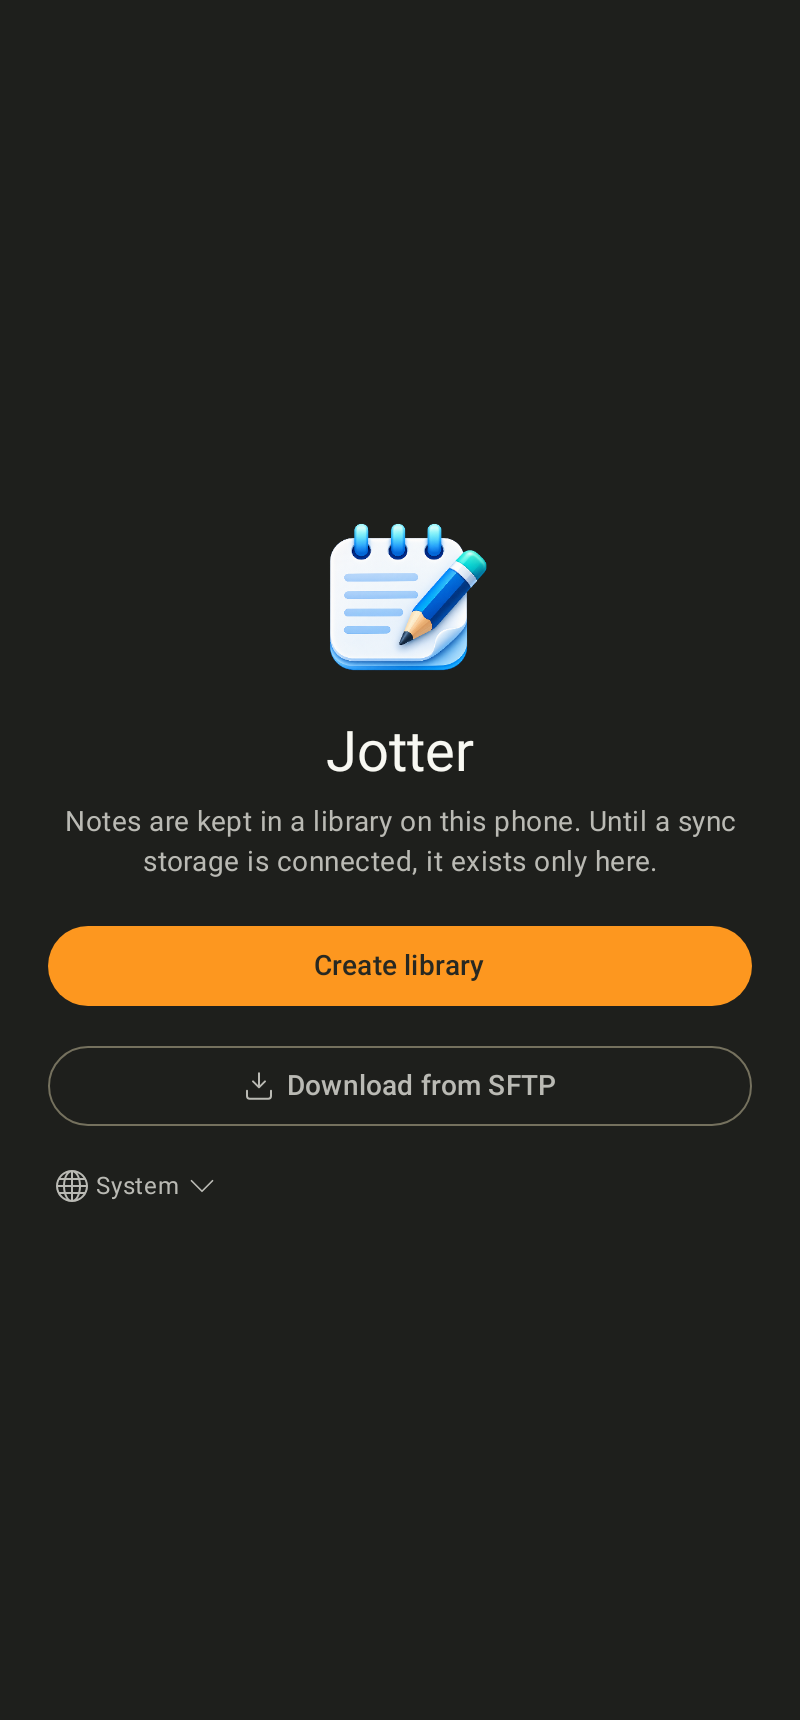 Jotter
Notes are kept in a library on this phone. Until a sync
storage is connected, it exists only here.
Create library
Download from SFTP
System